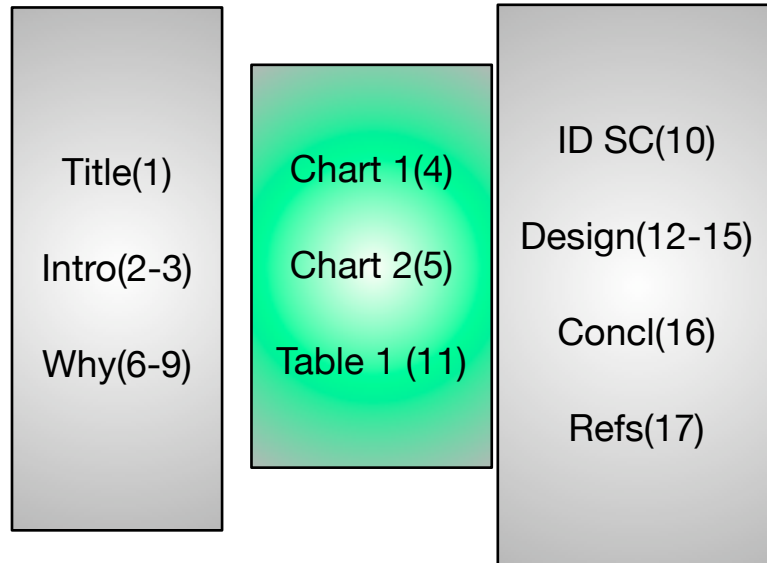 Title(1)
Intro(2-3)
Why(6-9)
Chart 1(4)
Chart 2(5)
Table 1 (11)
ID SC(10)
Design(12-15)
Concl(16)
Refs(17)